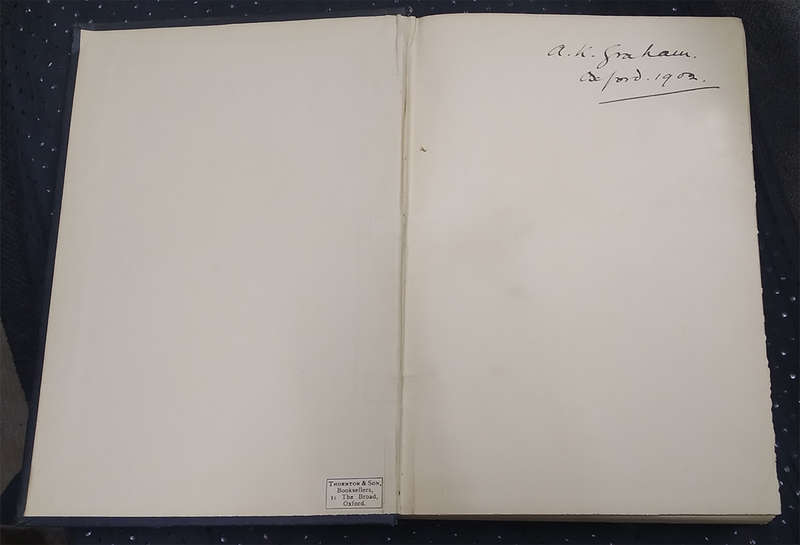 A. K. Graham.
Oxford. 1902.
THORNTON & SON,
Booksellers,
11 The Broad,
Oxford.